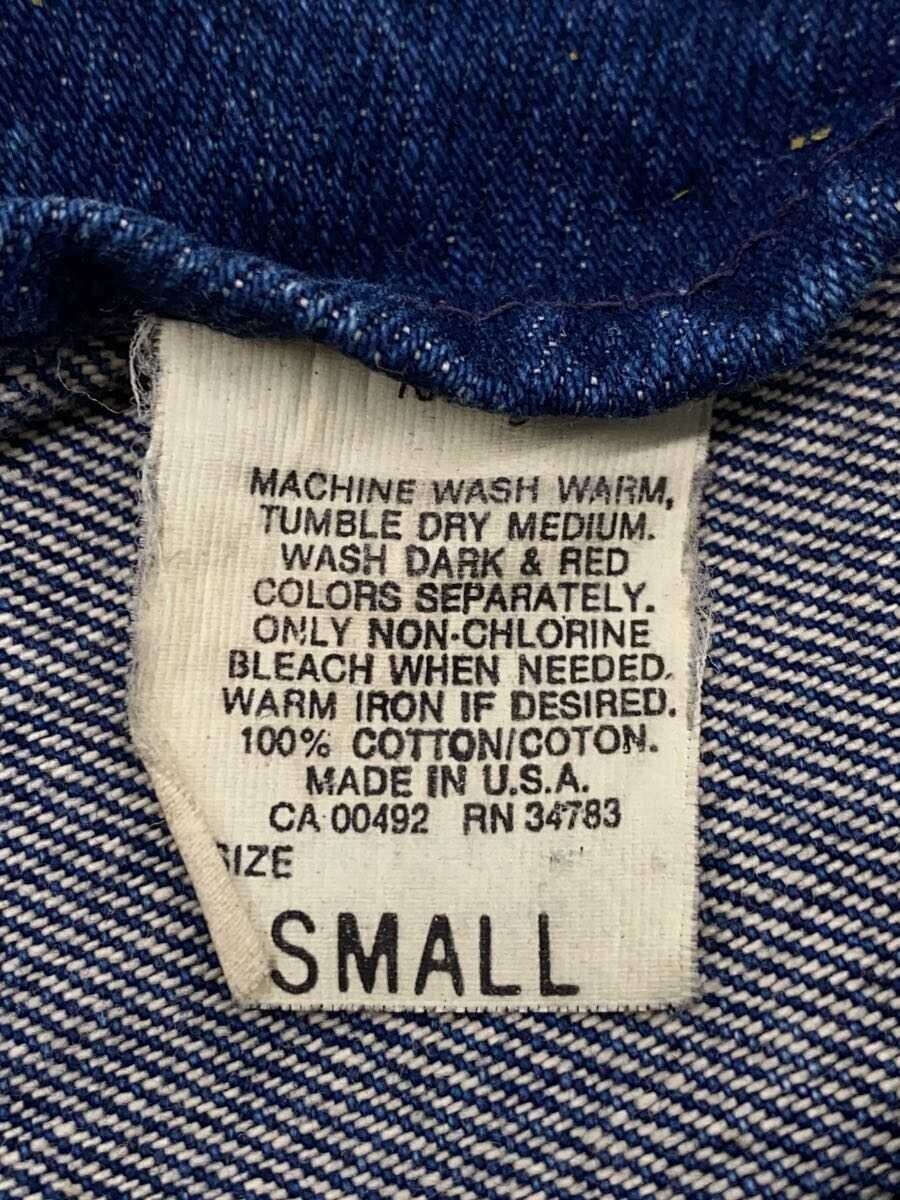 MACHINE WASH WARM,
TUMBLE DRY MEDIUM.
WASH DARK & RED
COLORS SEPARATELY.
ONLY NON-CHLORINE
BLEACH WHEN NEEDED.
WARM IRON IF DESIRED.
100% COTTON/COTON.
MADE IN U.S.A.
CA 00492 RN 34783
SIZE
SMALL